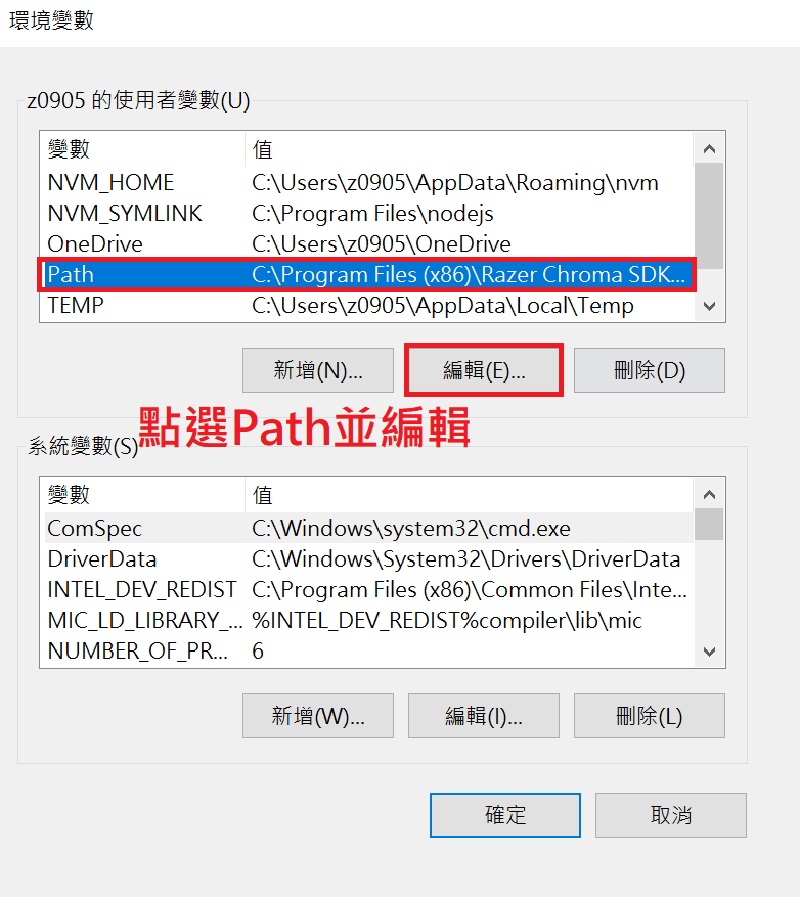 環境變數
z0905 的使用者變數(U)
變數 值
NVM_HOME C:\Users\z0905\AppData\Roaming\nvm
NVM_SYMLINK C:\Program Files\nodejs
OneDrive C:\Users\z0905\OneDrive
Path C:\Program Files (x86)\Razer Chroma SDK...
TEMP C:\Users\z0905\AppData\Local\Temp
新增(N)... 編輯(E)... 刪除(D)
點選Path並編輯
系統變數(S)
變數 值
ComSpec C:\Windows\system32\cmd.exe
DriverData C:\Windows\System32\Drivers\DriverData
INTEL_DEV_REDIST C:\Program Files (x86)\Common Files\Inte...
MIC_LD_LIBRARY_... %INTEL_DEV_REDIST%compiler\lib\mic
NUMBER_OF_PR... 6
新增(W)... 編輯(I)... 刪除(L)
確定 取消